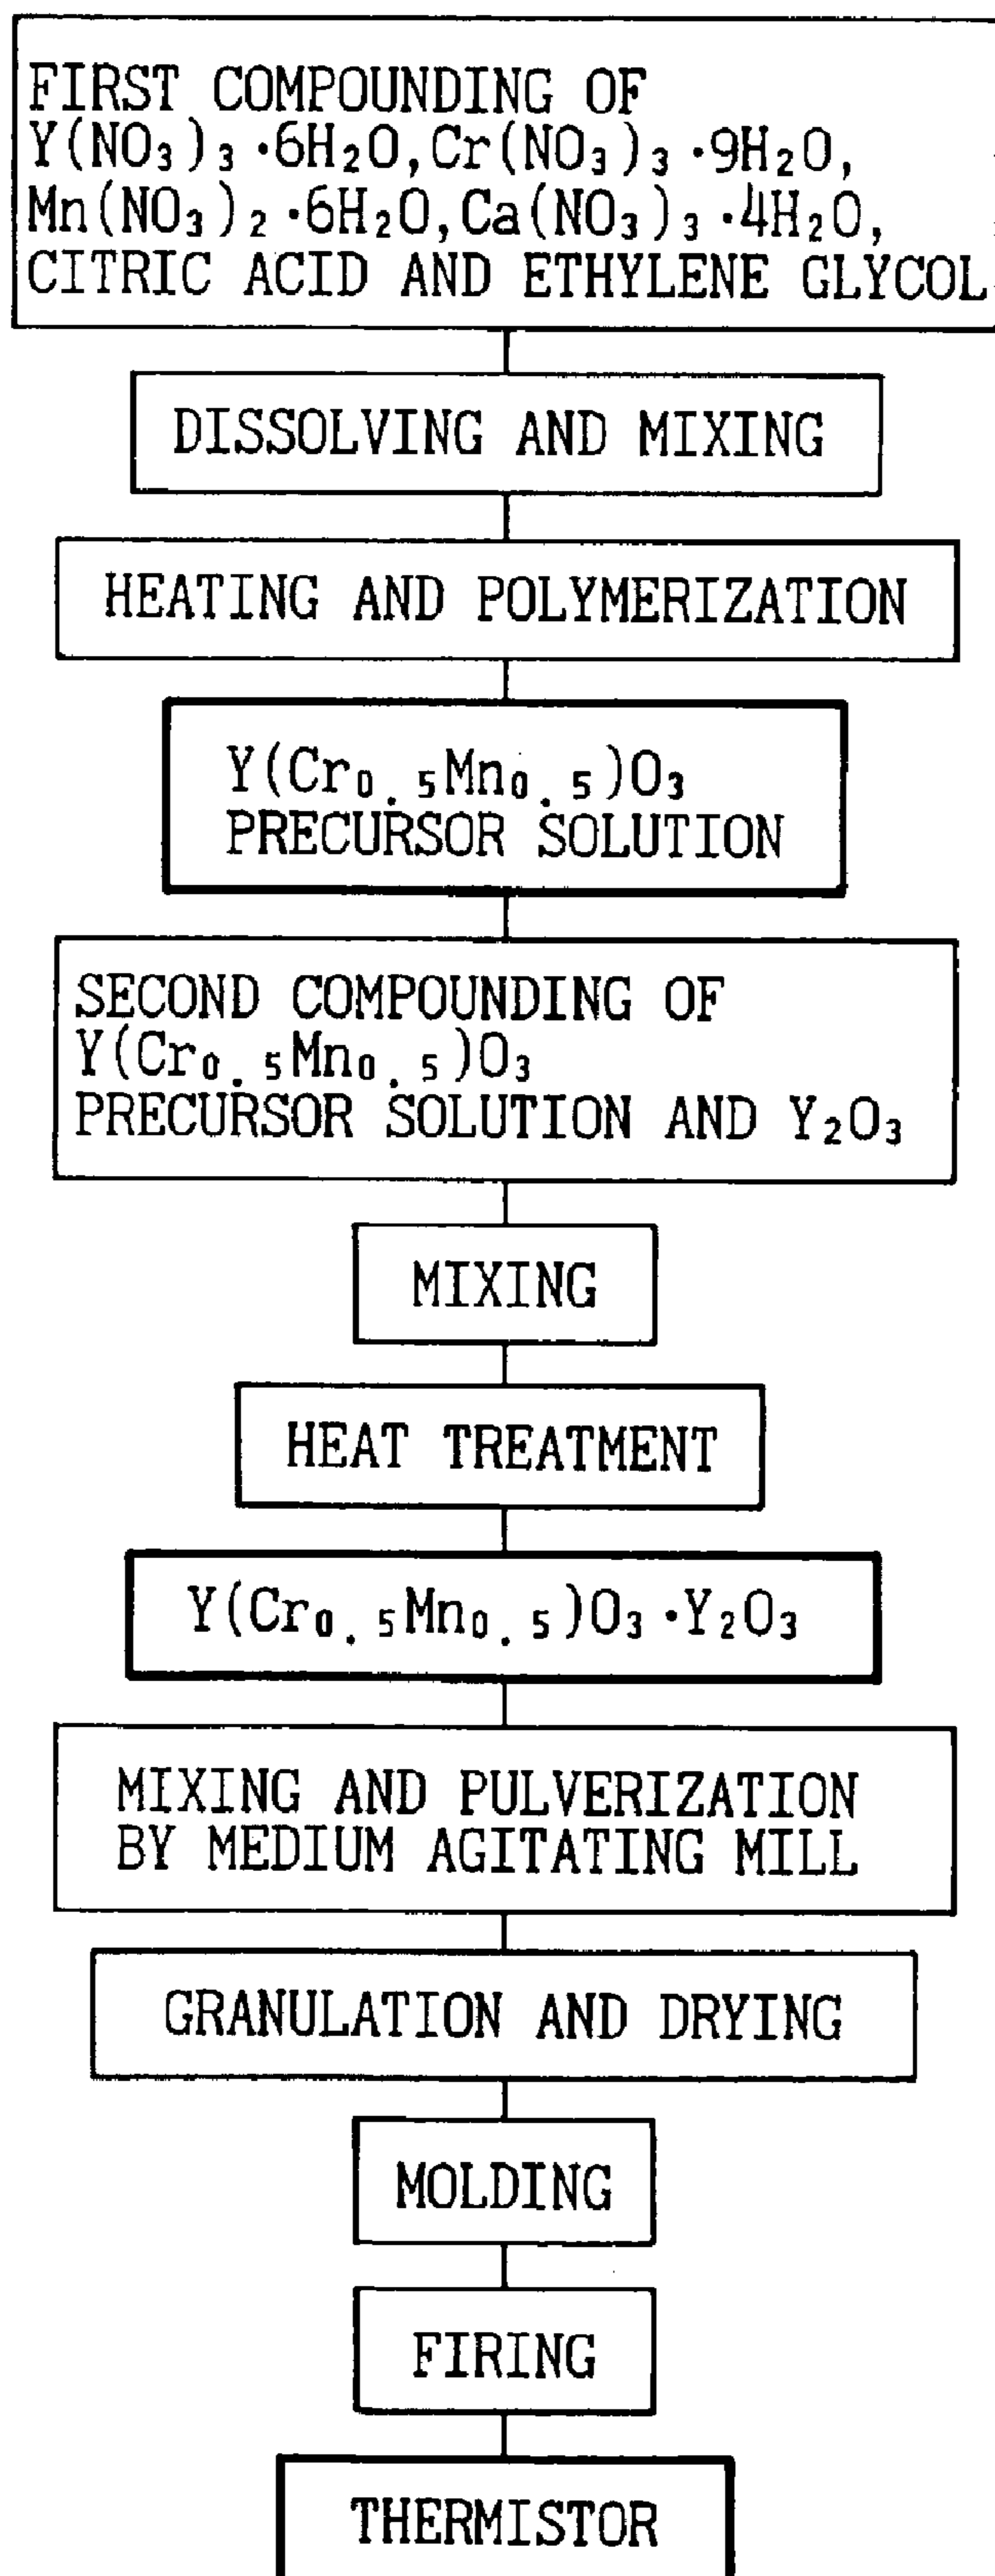 FIRST COMPOUNDING OF
Y(NO₃)₃·6H₂O,Cr(NO₃)₃·9H₂O,
Mn(NO₃)₂·6H₂O,Ca(NO₃)₃·4H₂O,
CITRIC ACID AND ETHYLENE GLYCOL
DISSOLVING AND MIXING
HEATING AND POLYMERIZATION
Y(Cr₀.₅Mn₀.₅)O₃
PRECURSOR SOLUTION
SECOND COMPOUNDING OF
Y(Cr₀.₅Mn₀.₅)O₃
PRECURSOR SOLUTION AND Y₂O₃
MIXING
HEAT TREATMENT
Y(Cr₀.₅Mn₀.₅)O₃·Y₂O₃
MIXING AND PULVERIZATION
BY MEDIUM AGITATING MILL
GRANULATION AND DRYING
MOLDING
FIRING
THERMISTOR